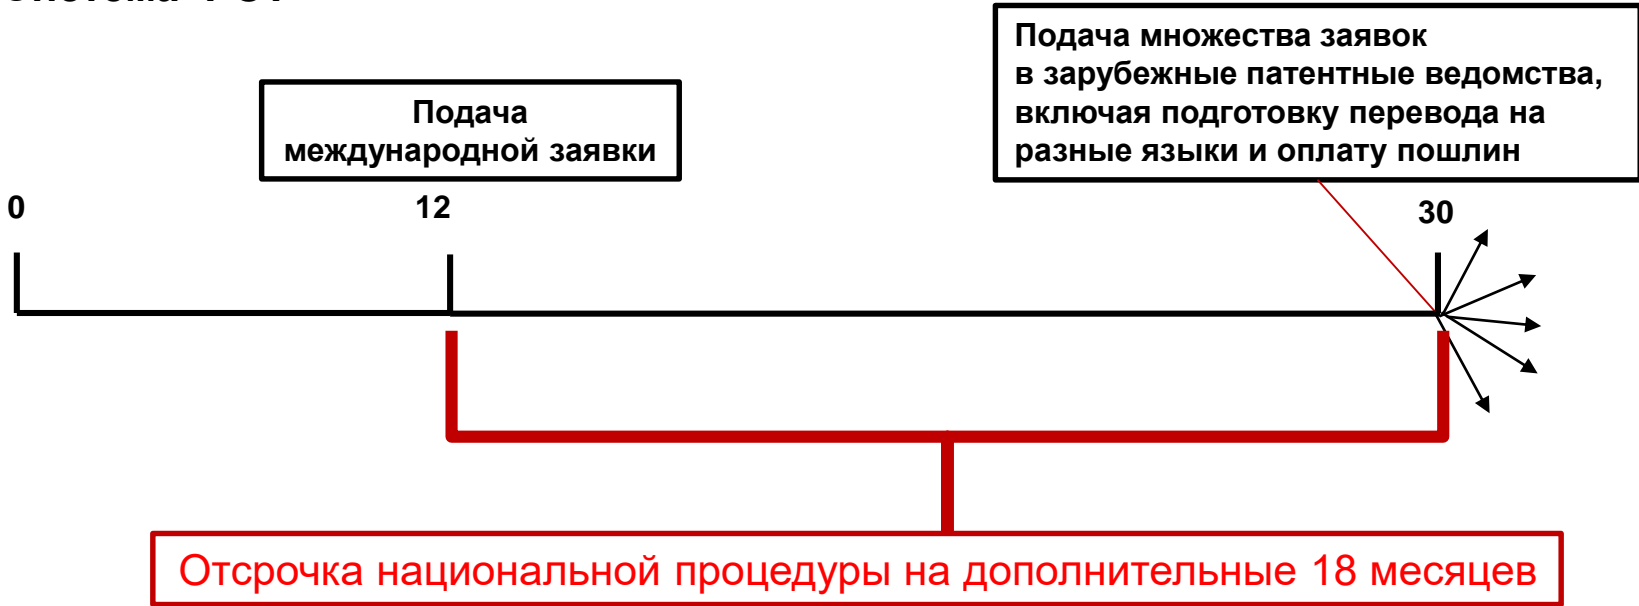 Подача множества заявок
в зарубежные патентные ведомства,
включая подготовку перевода на
разные языки и оплату пошлин
Подача
международной заявки
0
12
30
Отсрочка национальной процедуры на дополнительные 18 месяцев